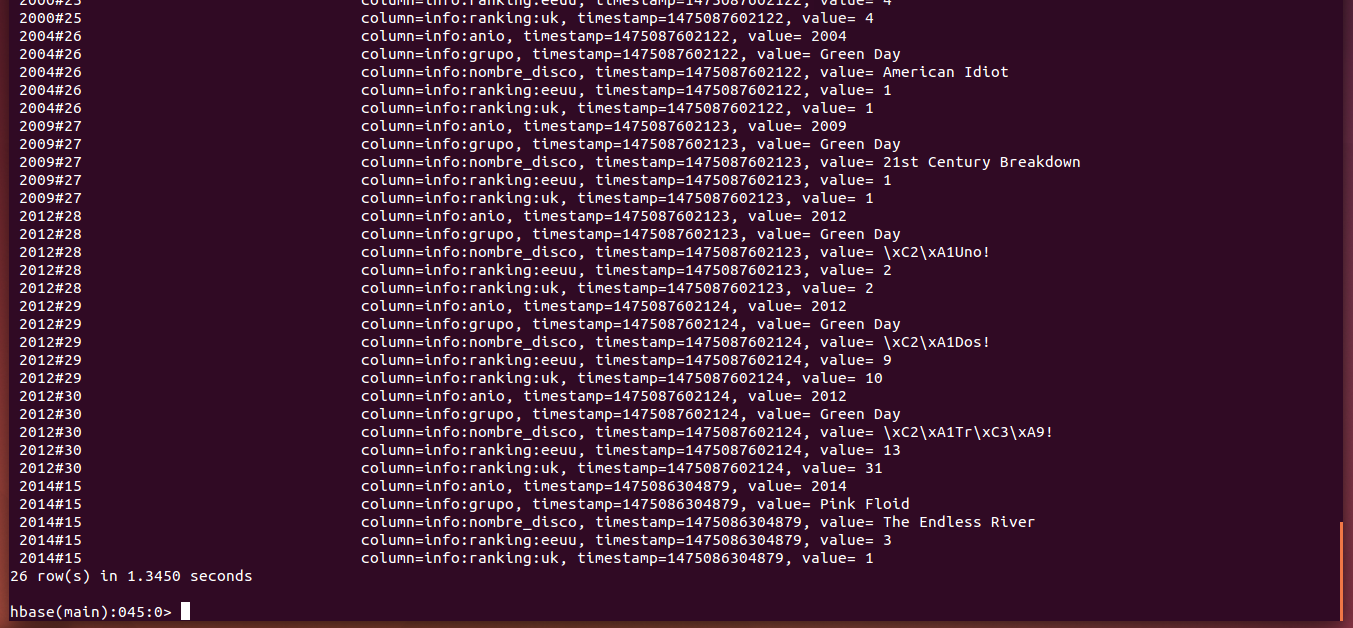 2000#25 column=info:ranking:eeuu, timestamp=1475087602122, value= 4
2000#25 column=info:ranking:uk, timestamp=1475087602122, value= 4
2004#26 column=info:anio, timestamp=1475087602122, value= 2004
2004#26 column=info:grupo, timestamp=1475087602122, value= Green Day
2004#26 column=info:nombre_disco, timestamp=1475087602122, value= American Idiot
2004#26 column=info:ranking:eeuu, timestamp=1475087602122, value= 1
2004#26 column=info:ranking:uk, timestamp=1475087602122, value= 1
2009#27 column=info:anio, timestamp=1475087602123, value= 2009
2009#27 column=info:grupo, timestamp=1475087602123, value= Green Day
2009#27 column=info:nombre_disco, timestamp=1475087602123, value= 21st Century Breakdown
2009#27 column=info:ranking:eeuu, timestamp=1475087602123, value= 1
2009#27 column=info:ranking:uk, timestamp=1475087602123, value= 1
2012#28 column=info:anio, timestamp=1475087602123, value= 2012
2012#28 column=info:grupo, timestamp=1475087602123, value= Green Day
2012#28 column=info:nombre_disco, timestamp=1475087602123, value= \xC2\xA1Uno!
2012#28 column=info:ranking:eeuu, timestamp=1475087602123, value= 2
2012#28 column=info:ranking:uk, timestamp=1475087602123, value= 2
2012#29 column=info:anio, timestamp=1475087602124, value= 2012
2012#29 column=info:grupo, timestamp=1475087602124, value= Green Day
2012#29 column=info:nombre_disco, timestamp=1475087602124, value= \xC2\xA1Dos!
2012#29 column=info:ranking:eeuu, timestamp=1475087602124, value= 9
2012#29 column=info:ranking:uk, timestamp=1475087602124, value= 10
2012#30 column=info:anio, timestamp=1475087602124, value= 2012
2012#30 column=info:grupo, timestamp=1475087602124, value= Green Day
2012#30 column=info:nombre_disco, timestamp=1475087602124, value= \xC2\xA1Tr\xC3\xA9!
2012#30 column=info:ranking:eeuu, timestamp=1475087602124, value= 13
2012#30 column=info:ranking:uk, timestamp=1475087602124, value= 31
2014#15 column=info:anio, timestamp=1475086304879, value= 2014
2014#15 column=info:grupo, timestamp=1475086304879, value= Pink Floid
2014#15 column=info:nombre_disco, timestamp=1475086304879, value= The Endless River
2014#15 column=info:ranking:eeuu, timestamp=1475086304879, value= 3
2014#15 column=info:ranking:uk, timestamp=1475086304879, value= 1
26 row(s) in 1.3450 seconds
hbase(main):045:0>